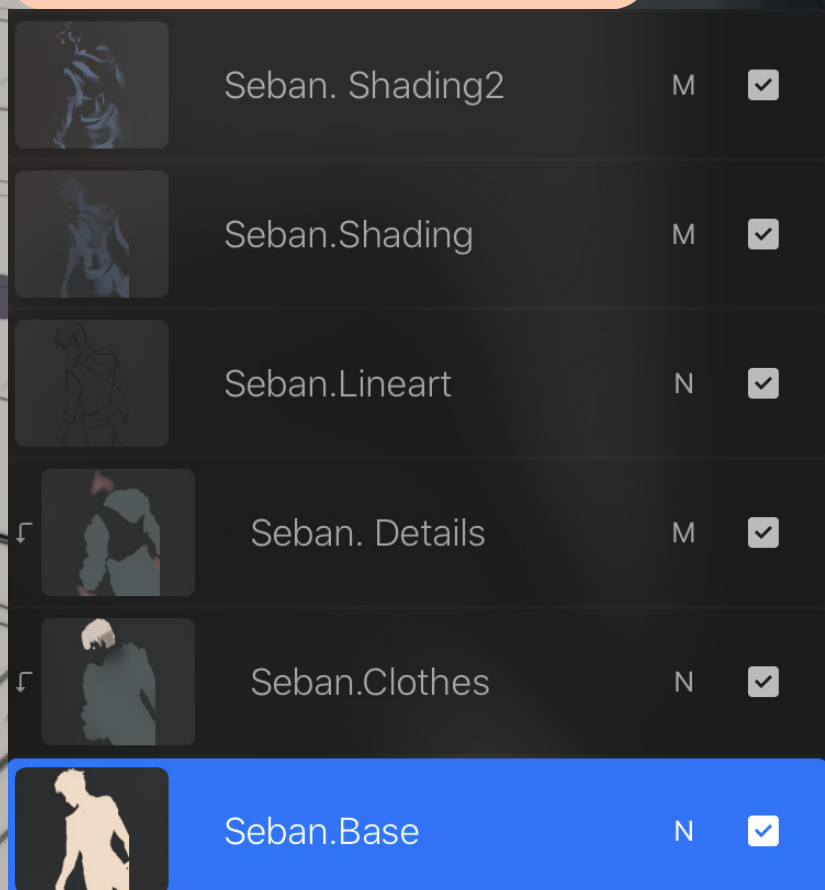 Seban. Shading2 M
Seban.Shading M
Seban.Lineart N
Seban. Details M
Seban.Clothes N
Seban.Base N